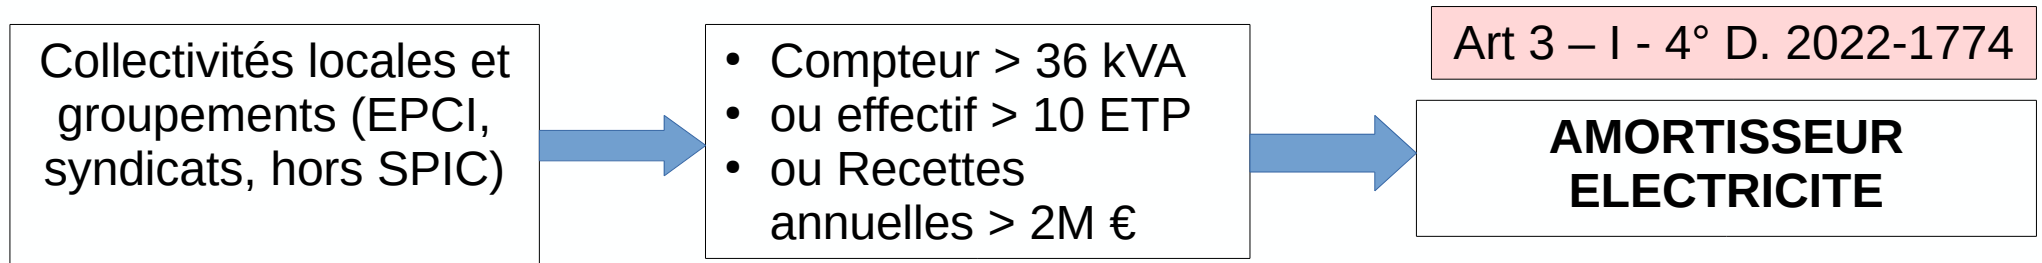 Collectivités locales et
groupements (EPCI,
syndicats, hors SPIC)
• Compteur > 36 kVA
• ou effectif > 10 ETP
• ou Recettes
annuelles > 2M €
Art 3 – I - 4° D. 2022-1774
AMORTISSEUR
ELECTRICITE